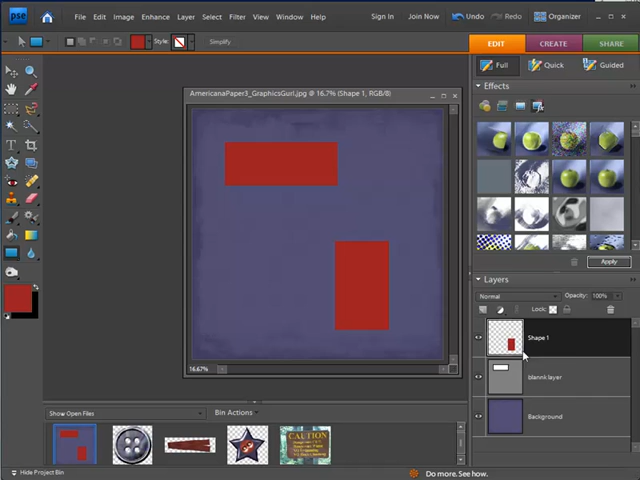 pse
File Edit Image Enhance Layer Select Filter View Window Sign In Join Now Undo Redo Organizer
Style: Simplify
EDIT CREATE SHARE
Full Quick Guided
Effects
AmericanaPaper3_GraphicsGurl.jpg @ 16.7% (Shape 1, RGB/8)
Apply
Layers
Normal Opacity: 100%
Lock:
Shape 1
blannk layer
Background
16.67%
Show Open Files Bin Actions
CAUTION
Hide Project Bin Do more. See how.